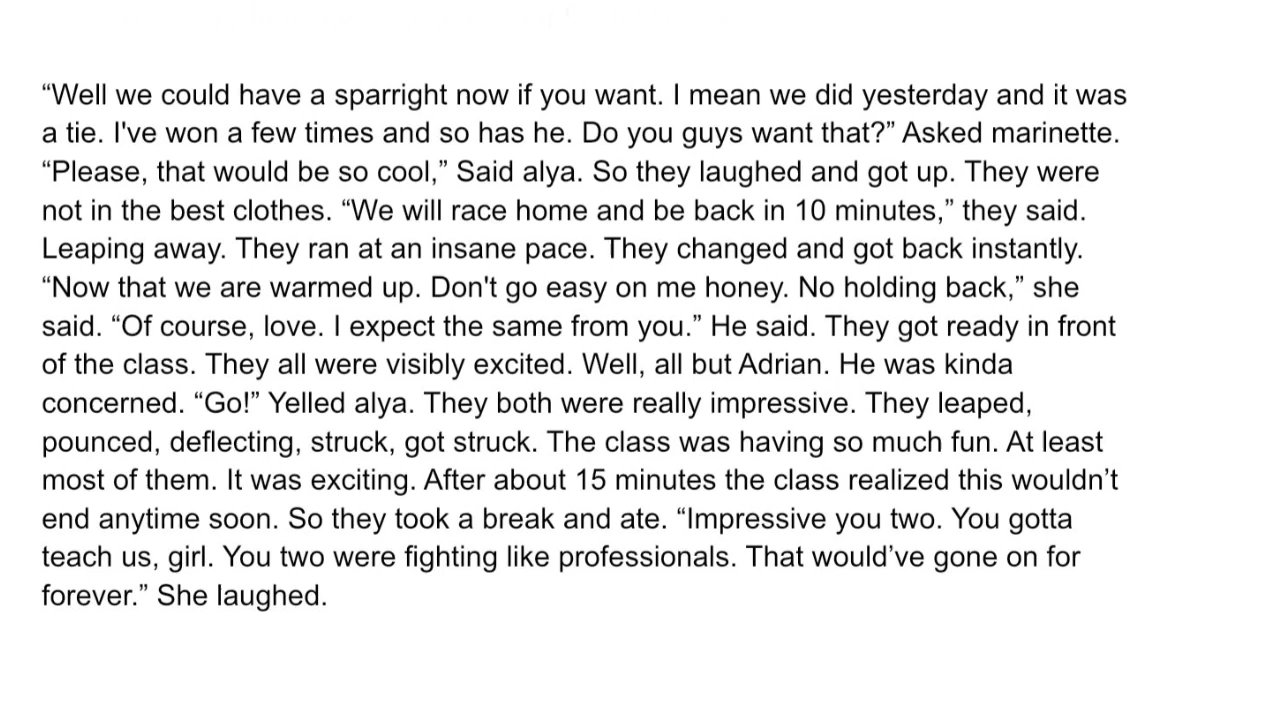 “Well we could have a sparright now if you want. I mean we did yesterday and it was
a tie. I've won a few times and so has he. Do you guys want that?” Asked marinette.
“Please, that would be so cool,” Said alya. So they laughed and got up. They were
not in the best clothes. “We will race home and be back in 10 minutes,” they said.
Leaping away. They ran at an insane pace. They changed and got back instantly.
“Now that we are warmed up. Don't go easy on me honey. No holding back,” she
said. “Of course, love. I expect the same from you.” He said. They got ready in front
of the class. They all were visibly excited. Well, all but Adrian. He was kinda
concerned. “Go!” Yelled alya. They both were really impressive. They leaped,
pounced, deflecting, struck, got struck. The class was having so much fun. At least
most of them. It was exciting. After about 15 minutes the class realized this wouldn’t
end anytime soon. So they took a break and ate. “Impressive you two. You gotta
teach us, girl. You two were fighting like professionals. That would’ve gone on for
forever.” She laughed.